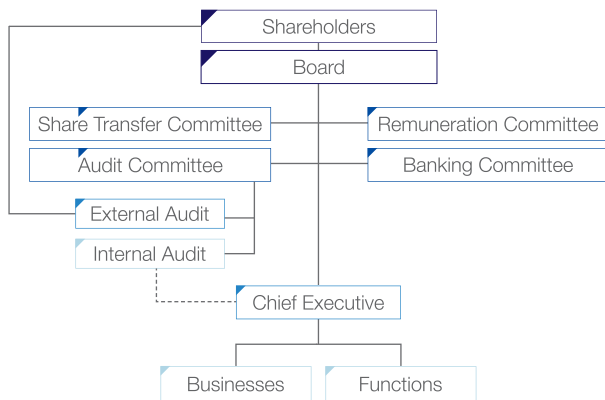 Shareholders
Board
Share Transfer Committee
Remuneration Committee
Audit Committee
Banking Committee
External Audit
Internal Audit
Chief Executive
Businesses
Functions